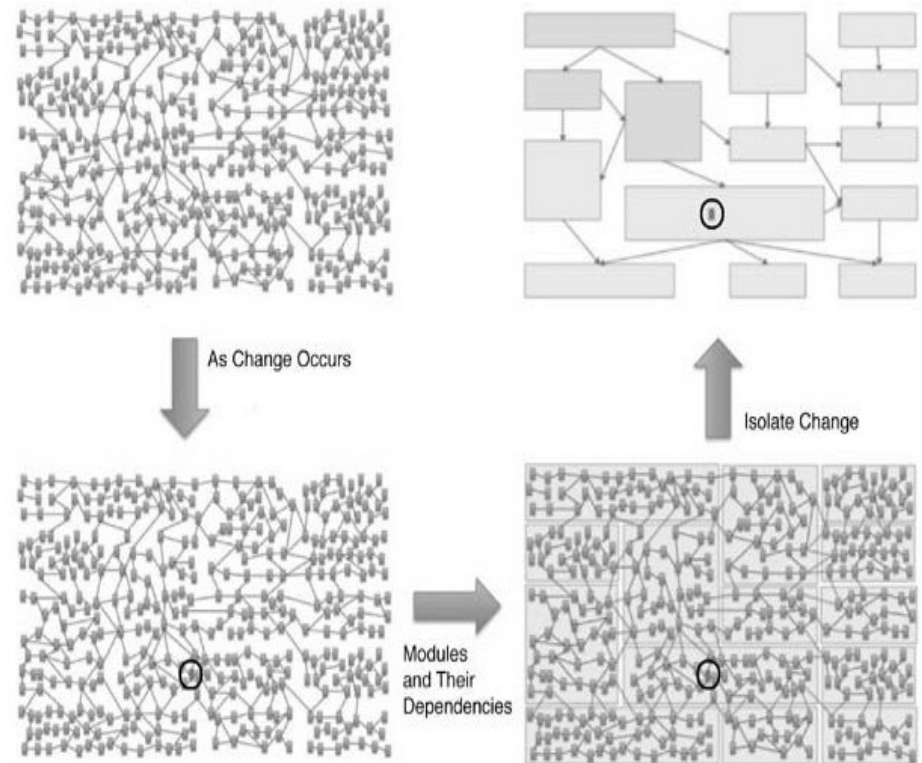 As Change Occurs
Isolate Change
Modules
and Their
Dependencies